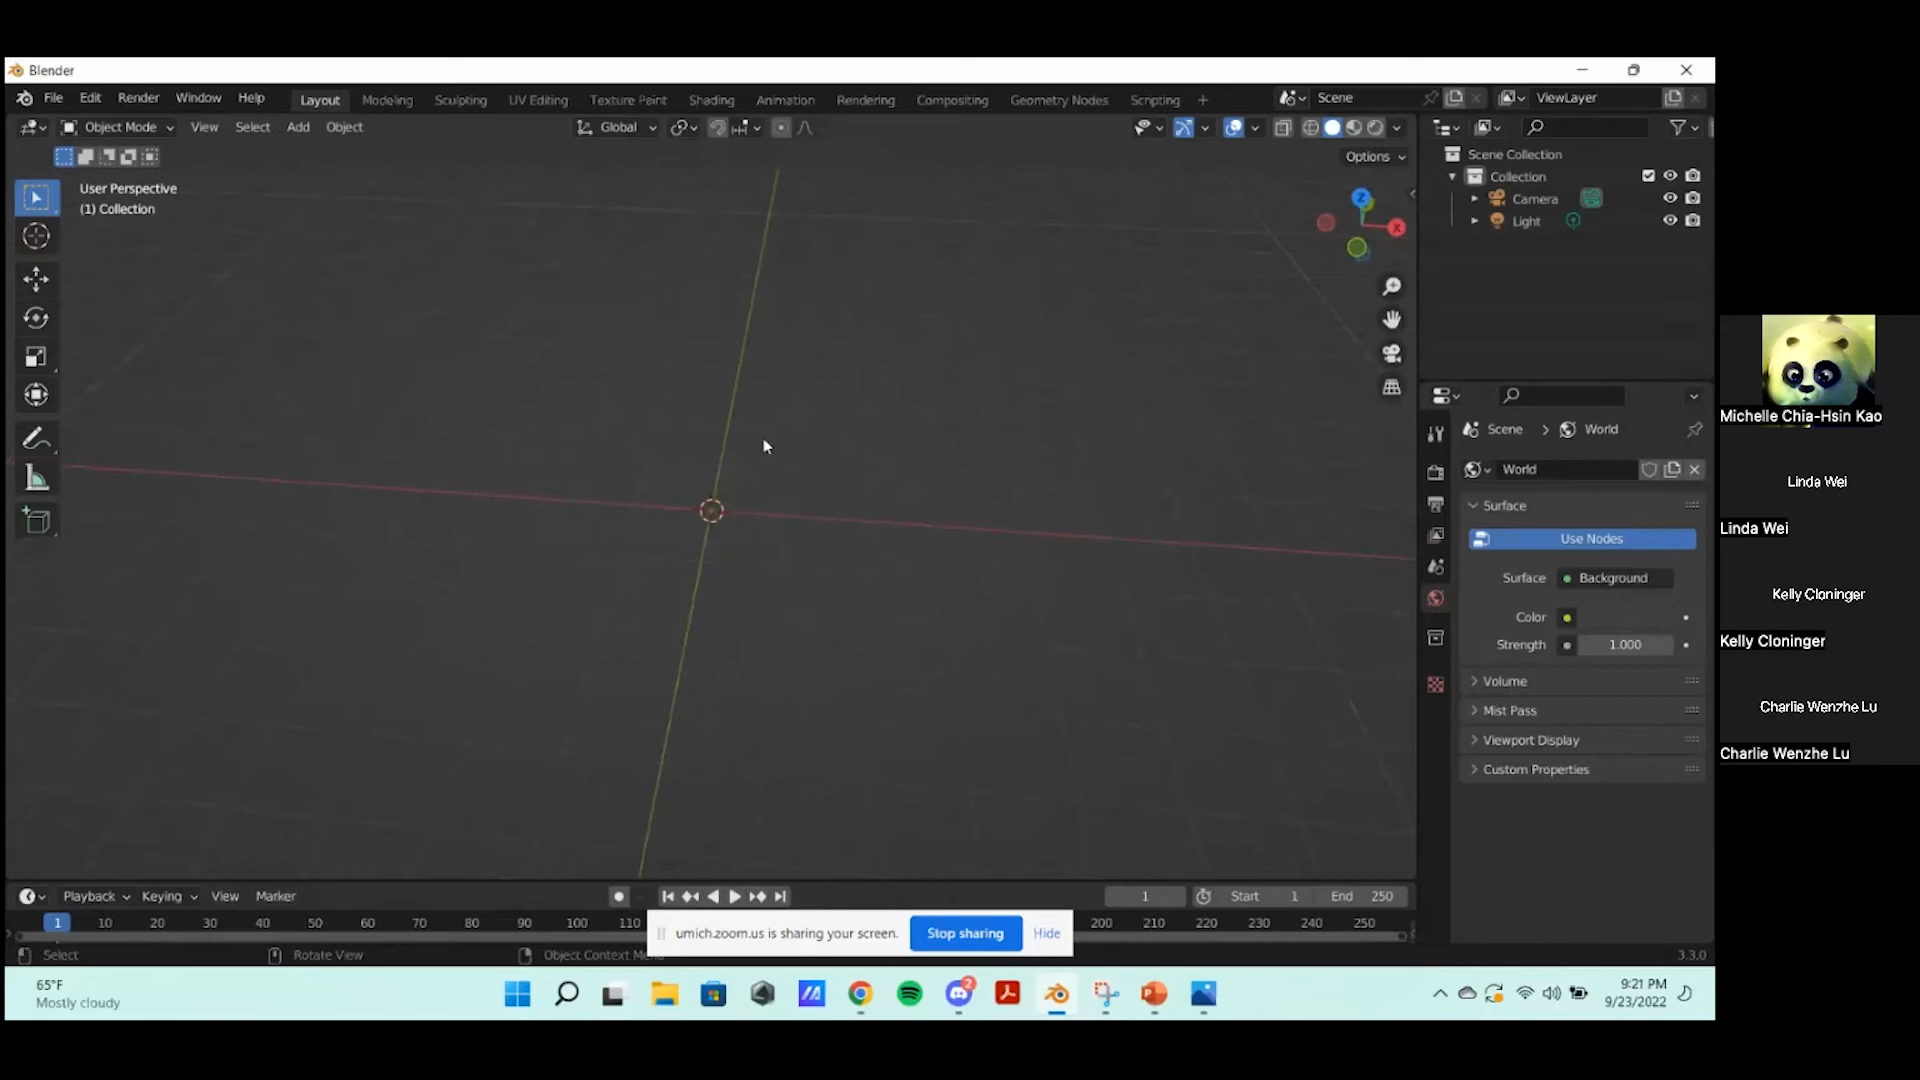 Blender
File Edit Render Window Help Layout Modeling Sculpting UV Editing Texture Paint Shading Animation Rendering Compositing Geometry Nodes Scripting + Scene ViewLayer
Object Mode View Select Add Object Global
Options
User Perspective
(1) Collection
Z
X
Scene Collection
Collection
Camera
Light
Scene > World
World
Surface
Use Nodes
Surface Background
Color
Strength 1.000
Volume
Mist Pass
Viewport Display
Custom Properties
Playback Keying View Marker 1 Start 1 End 250
1 10 20 30 40 50 60 70 80 90 100 110 200 210 220 230 240 250
umich.zoom.us is sharing your screen. Stop sharing Hide
Select Rotate View Object Context Men 3.3.0
65°F
Mostly cloudy
2
9:21 PM
9/23/2022
Michelle Chia-Hsin Kao
Linda Wei
Linda Wei
Kelly Cloninger
Kelly Cloninger
Charlie Wenzhe Lu
Charlie Wenzhe Lu